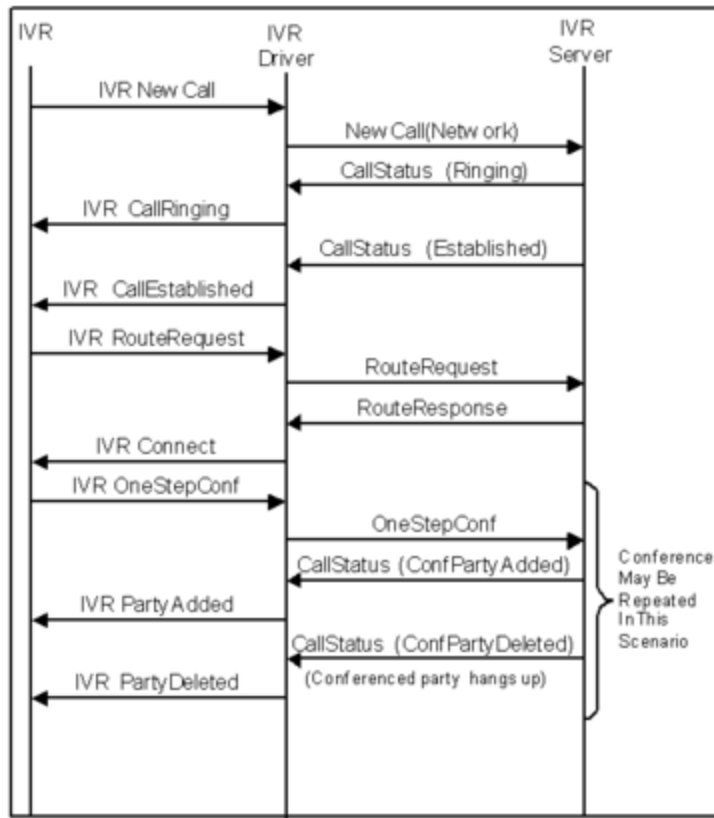 IVR
IVR
Driver
IVR
Server
IVR New Call
New Call(Network)
CallStatus (Ringing)
IVR CallRinging
CallStatus (Established)
IVR CallEstablished
IVR RouteRequest
RouteRequest
RouteResponse
IVR Connect
IVR OneStepConf
OneStepConf
CallStatus (ConfPartyAdded)
IVR PartyAdded
CallStatus (ConfPartyDeleted)
(Conferenced party hangs up)
IVR PartyDeleted
Conference
May Be
Repeated
In This
Scenario